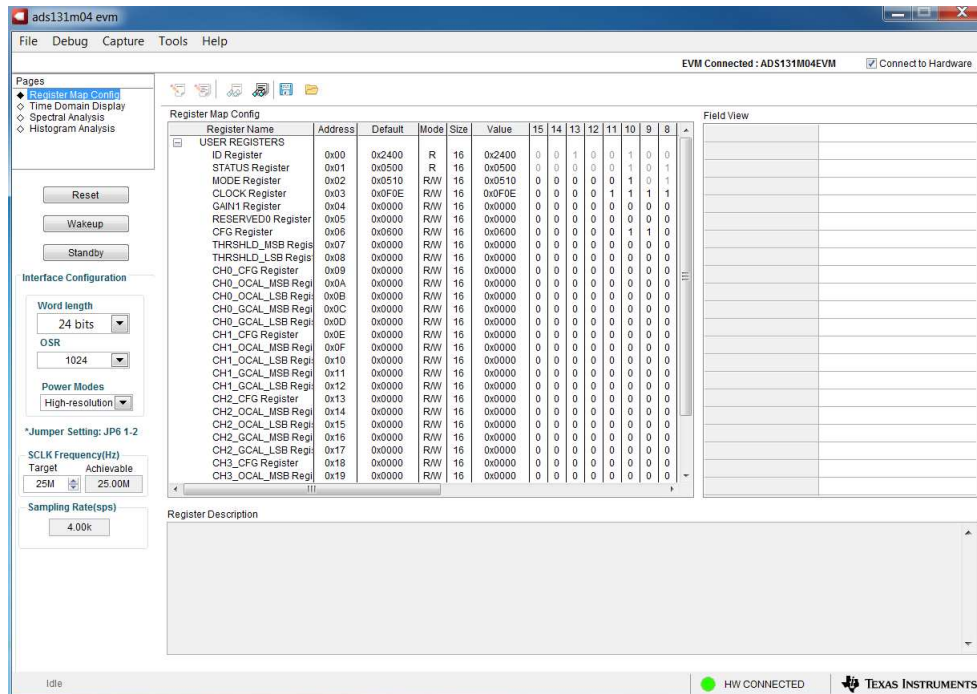 ads131m04 evm
File Debug Capture Tools Help
EVM Connected : ADS131M04EVM Connect to Hardware
Pages
Register Map Config
Time Domain Display
Spectral Analysis
Histogram Analysis
Reset
Wakeup
Standby
Interface Configuration
Word length
24 bits
OSR
1024
Power Modes
High-resolution
*Jumper Setting: JP6 1-2
SCLK Frequency(Hz)
Target Achievable
25M 25.00M
Sampling Rate(sps)
4.00k
Register Map Config
Register Name Address Default Mode Size Value 15 14 13 12 11 10 9 8
USER REGISTERS
ID Register 0x00 0x2400 R 16 0x2400 0 0 1 0 0 1 0 0
STATUS Register 0x01 0x0500 R 16 0x0500 0 0 0 0 0 1 0 1
MODE Register 0x02 0x0510 R/W 16 0x0510 0 0 0 0 0 1 0 1
CLOCK Register 0x03 0x0F0E R/W 16 0x0F0E 0 0 0 0 1 1 1 1
GAIN1 Register 0x04 0x0000 R/W 16 0x0000 0 0 0 0 0 0 0 0
RESERVED0 Register 0x05 0x0000 R/W 16 0x0000 0 0 0 0 0 0 0 0
CFG Register 0x06 0x0600 R/W 16 0x0600 0 0 0 0 0 1 1 0
THRSHLD_MSB Regis 0x07 0x0000 R/W 16 0x0000 0 0 0 0 0 0 0 0
THRSHLD_LSB Regis 0x08 0x0000 R/W 16 0x0000 0 0 0 0 0 0 0 0
CH0_CFG Register 0x09 0x0000 R/W 16 0x0000 0 0 0 0 0 0 0 0
CH0_OCAL_MSB Regi 0x0A 0x0000 R/W 16 0x0000 0 0 0 0 0 0 0 0
CH0_OCAL_LSB Regi 0x0B 0x0000 R/W 16 0x0000 0 0 0 0 0 0 0 0
CH0_GCAL_MSB Regi 0x0C 0x0000 R/W 16 0x0000 0 0 0 0 0 0 0 0
CH0_GCAL_LSB Regi 0x0D 0x0000 R/W 16 0x0000 0 0 0 0 0 0 0 0
CH1_CFG Register 0x0E 0x0000 R/W 16 0x0000 0 0 0 0 0 0 0 0
CH1_OCAL_MSB Regi 0x0F 0x0000 R/W 16 0x0000 0 0 0 0 0 0 0 0
CH1_OCAL_LSB Regi 0x10 0x0000 R/W 16 0x0000 0 0 0 0 0 0 0 0
CH1_GCAL_MSB Regi 0x11 0x0000 R/W 16 0x0000 0 0 0 0 0 0 0 0
CH1_GCAL_LSB Regi 0x12 0x0000 R/W 16 0x0000 0 0 0 0 0 0 0 0
CH2_CFG Register 0x13 0x0000 R/W 16 0x0000 0 0 0 0 0 0 0 0
CH2_OCAL_MSB Regi 0x14 0x0000 R/W 16 0x0000 0 0 0 0 0 0 0 0
CH2_OCAL_LSB Regi 0x15 0x0000 R/W 16 0x0000 0 0 0 0 0 0 0 0
CH2_GCAL_MSB Regi 0x16 0x0000 R/W 16 0x0000 0 0 0 0 0 0 0 0
CH2_GCAL_LSB Regi 0x17 0x0000 R/W 16 0x0000 0 0 0 0 0 0 0 0
CH3_CFG Register 0x18 0x0000 R/W 16 0x0000 0 0 0 0 0 0 0 0
CH3_OCAL_MSB Regi 0x19 0x0000 R/W 16 0x0000 0 0 0 0 0 0 0 0
Field View
Register Description
Idle HW CONNECTED TEXAS INSTRUMENTS